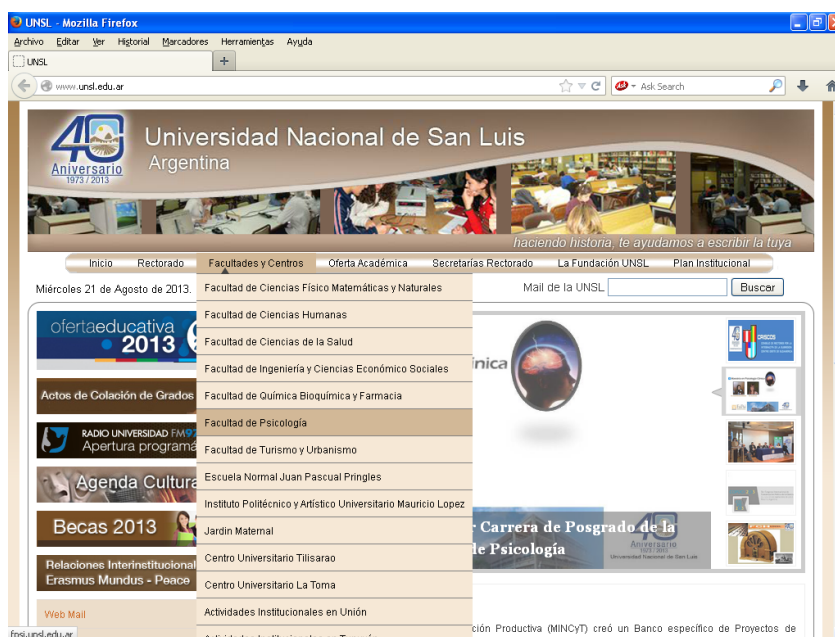 UNSL - Mozilla Firefox
Archivo Editar Ver Historial Marcadores Herramientas Ayuda
UNSL
www.unsl.edu.ar
Ask Search
40
Aniversario
1973 / 2013
Universidad Nacional de San Luis
Argentina
haciendo historia, te ayudamos a escribir la tuya
Inicio Rectorado Facultades y Centros Oferta Académica Secretarías Rectorado La Fundación UNSL Plan Institucional
Miércoles 21 de Agosto de 2013.
Mail de la UNSL Buscar
Facultad de Ciencias Físico Matemáticas y Naturales
Facultad de Ciencias Humanas
Facultad de Ciencias de la Salud
Facultad de Ingeniería y Ciencias Económico Sociales
Facultad de Química Bioquímica y Farmacia
Facultad de Psicología
Facultad de Turismo y Urbanismo
Escuela Normal Juan Pascual Pringles
Instituto Politécnico y Artístico Universitario Mauricio Lopez
Jardin Maternal
Centro Universitario Tilisarao
Centro Universitario La Toma
Actividades Institucionales en Unión
ofertaeducativa
2013
Actos de Colación de Grados
RADIO UNIVERSIDAD FM97
Apertura programá
Agenda Cultura
Becas 2013
Relaciones Interinstitucional
Erasmus Mundus - Peace
Web Mail
ínica
r Carrera de Posgrado de la
de Psicología
40
Aniversario
1973 / 2013
Universidad Nacional de San Luis
ción Productiva (MINCyT) creó un Banco específico de Proyectos de
fpsi.unsl.edu.ar